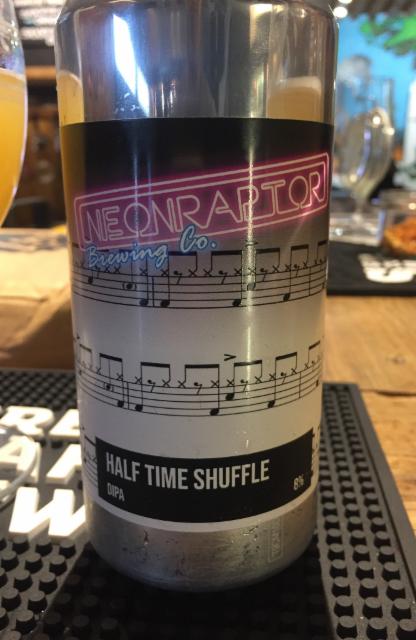 NEONRAPTOR
Brewing Co.
HALF TIME SHUFFLE
DIPA
8%